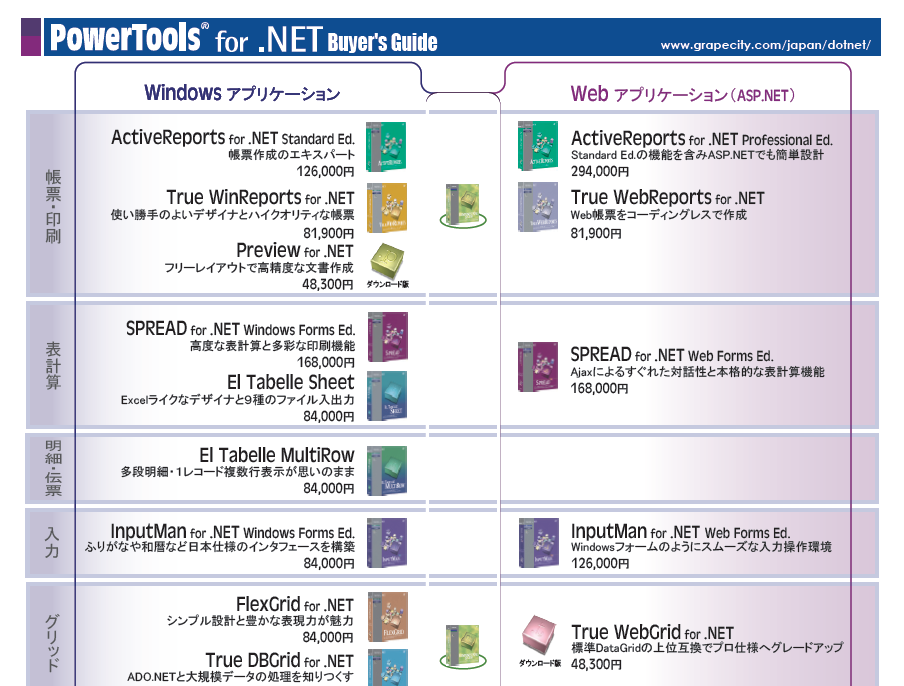 PowerTools® for .NET Buyer's Guide
www.grapecity.com/japan/dotnet/
Windows アプリケーション
Web アプリケーション（ASP.NET）
帳票・印刷
ActiveReports for .NET Standard Ed.
帳票作成のエキスパート
126,000円
True WinReports for .NET
使い勝手のよいデザイナとハイクオリティな帳票
81,900円
Preview for .NET
フリーレイアウトで高精度な文書作成
48,300円
ダウンロード版
ActiveReports for .NET Professional Ed.
Standard Ed.の機能を含みASP.NETでも簡単設計
294,000円
True WebReports for .NET
Web帳票をコーディングレスで作成
81,900円
表計算
SPREAD for .NET Windows Forms Ed.
高度な表計算と多彩な印刷機能
168,000円
El Tabelle Sheet
Excelライクなデザイナと9種のファイル入出力
84,000円
SPREAD for .NET Web Forms Ed.
Ajaxによるすぐれた対話性と本格的な表計算機能
168,000円
明細・伝票
El Tabelle MultiRow
多段明細・1レコード複数行表示が思いのまま
84,000円
入力
InputMan for .NET Windows Forms Ed.
ふりがなや和暦など日本仕様のインタフェースを構築
84,000円
InputMan for .NET Web Forms Ed.
Windowsフォームのようにスムーズな入力操作環境
126,000円
グリッド
FlexGrid for .NET
シンプル設計と豊かな表現力が魅力
84,000円
True DBGrid for .NET
ADO.NETと大規模データの処理を知りつくす
ダウンロード版
True WebGrid for .NET
標準DataGridの上位互換でプロ仕様へグレードアップ
48,300円